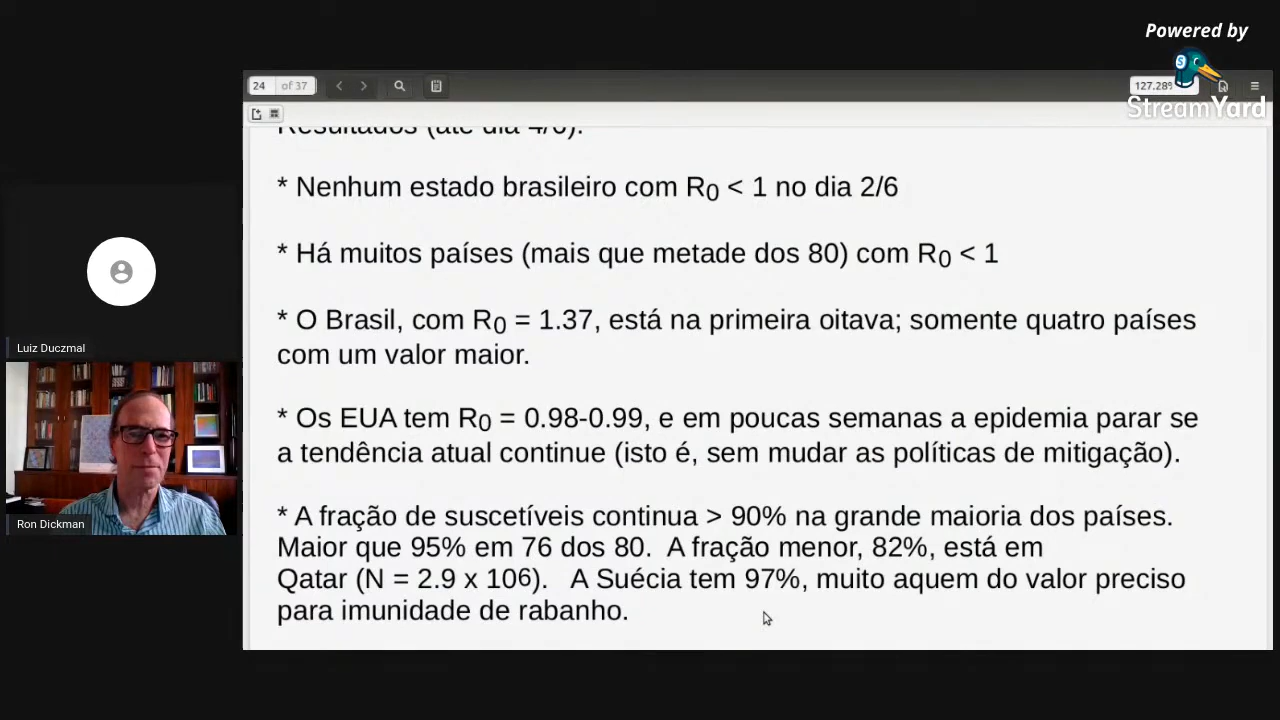 Powered by
StreamYard
24 of 37
127.28%
Resultados (até dia 4/6):
* Nenhum estado brasileiro com R0 < 1 no dia 2/6
* Há muitos países (mais que metade dos 80) com R0 < 1
* O Brasil, com R0 = 1.37, está na primeira oitava; somente quatro países
com um valor maior.
* Os EUA tem R0 = 0.98-0.99, e em poucas semanas a epidemia parar se
a tendência atual continue (isto é, sem mudar as políticas de mitigação).
* A fração de suscetíveis continua > 90% na grande maioria dos países.
Maior que 95% em 76 dos 80. A fração menor, 82%, está em
Qatar (N = 2.9 x 106). A Suécia tem 97%, muito aquem do valor preciso
para imunidade de rabanho.
Luiz Duczmal
Ron Dickman